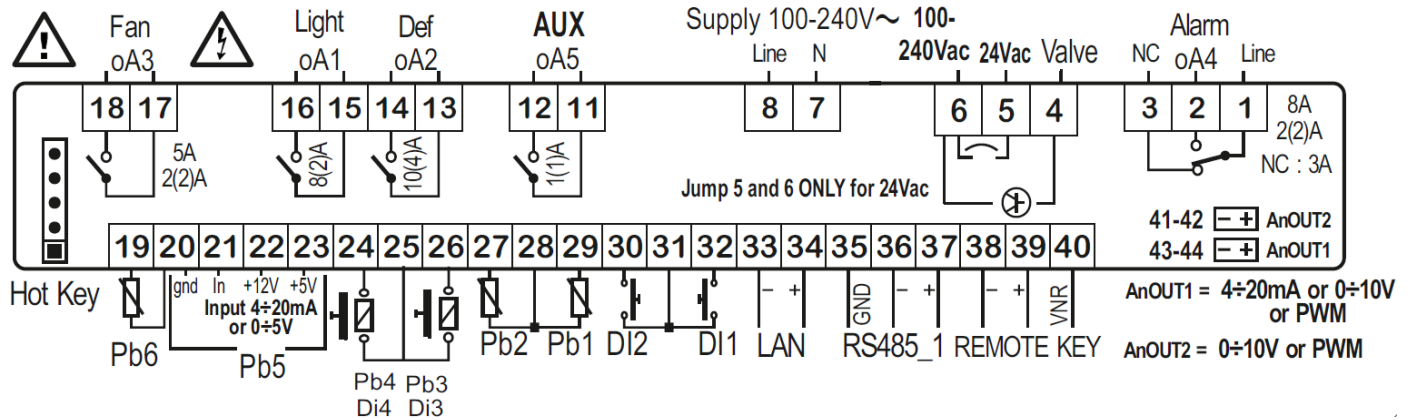 Fan
oA3
Light
oA1
Def
oA2
AUX
oA5
Supply 100-240V~
Line
N
100-
240Vac
24Vac
Valve
Alarm
NC
oA4
Line
18 17
16 15 14 13
12 11
8 7
6 5 4
3 2 1
5A
2(2)A
8(2)A
10(4)A
1(1)A
8A
2(2)A
NC : 3A
Jump 5 and 6 ONLY for 24Vac
41-42 − + AnOUT2
43-44 − + AnOUT1
19 20 21 22 23 24 25 26 27 28 29 30 31 32 33 34 35 36 37 38 39 40
Hot Key
gnd In +12V +5V
Input 4÷20mA
or 0÷5V
− +
GND
− +
− +
VNR
Pb6
Pb5
Pb4
Di4
Pb3
Di3
Pb2
Pb1
DI2
DI1
LAN
RS485_1
REMOTE KEY
AnOUT1 = 4÷20mA or 0÷10V
or PWM
AnOUT2 = 0÷10V or PWM